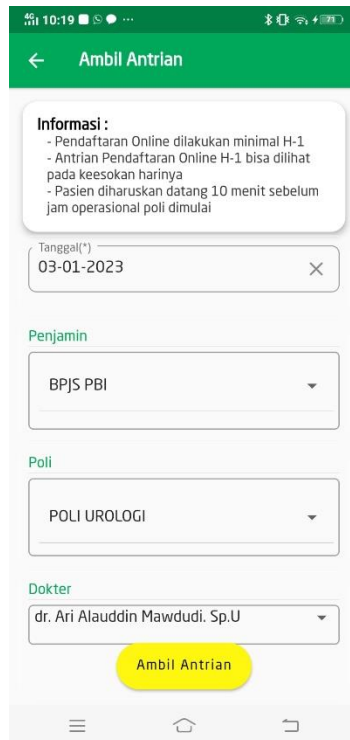 4G 10:19
71
Ambil Antrian
Informasi :
- Pendaftaran Online dilakukan minimal H-1
- Antrian Pendaftaran Online H-1 bisa dilihat
pada keesokan harinya
- Pasien diharuskan datang 10 menit sebelum
jam operasional poli dimulai
Tanggal(*)
03-01-2023
Penjamin
BPJS PBI
Poli
POLI UROLOGI
Dokter
dr. Ari Alauddin Mawdudi. Sp.U
Ambil Antrian